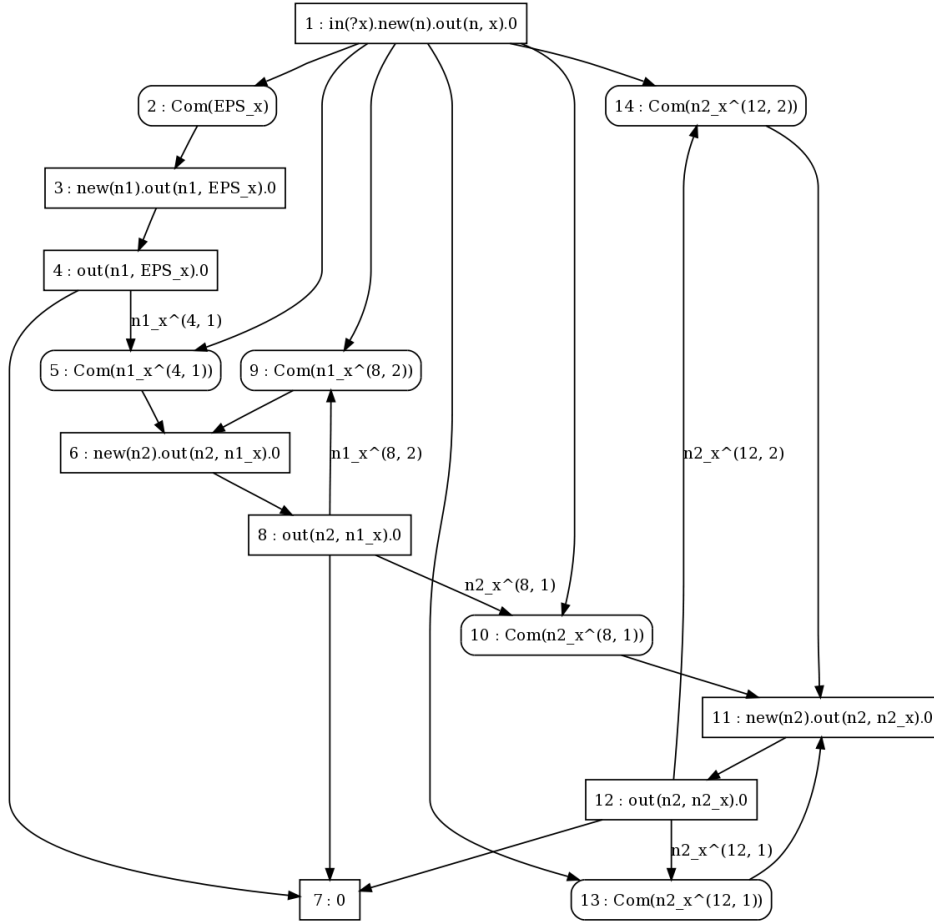 1 : in(?x).new(n).out(n, x).0
2 : Com(EPS_x)
14 : Com(n2_x^(12, 2))
3 : new(n1).out(n1, EPS_x).0
4 : out(n1, EPS_x).0
n1_x^(4, 1)
5 : Com(n1_x^(4, 1))
9 : Com(n1_x^(8, 2))
6 : new(n2).out(n2, n1_x).0
n1_x^(8, 2)
n2_x^(12, 2)
8 : out(n2, n1_x).0
n2_x^(8, 1)
10 : Com(n2_x^(8, 1))
11 : new(n2).out(n2, n2_x).0
12 : out(n2, n2_x).0
n2_x^(12, 1)
7 : 0
13 : Com(n2_x^(12, 1))